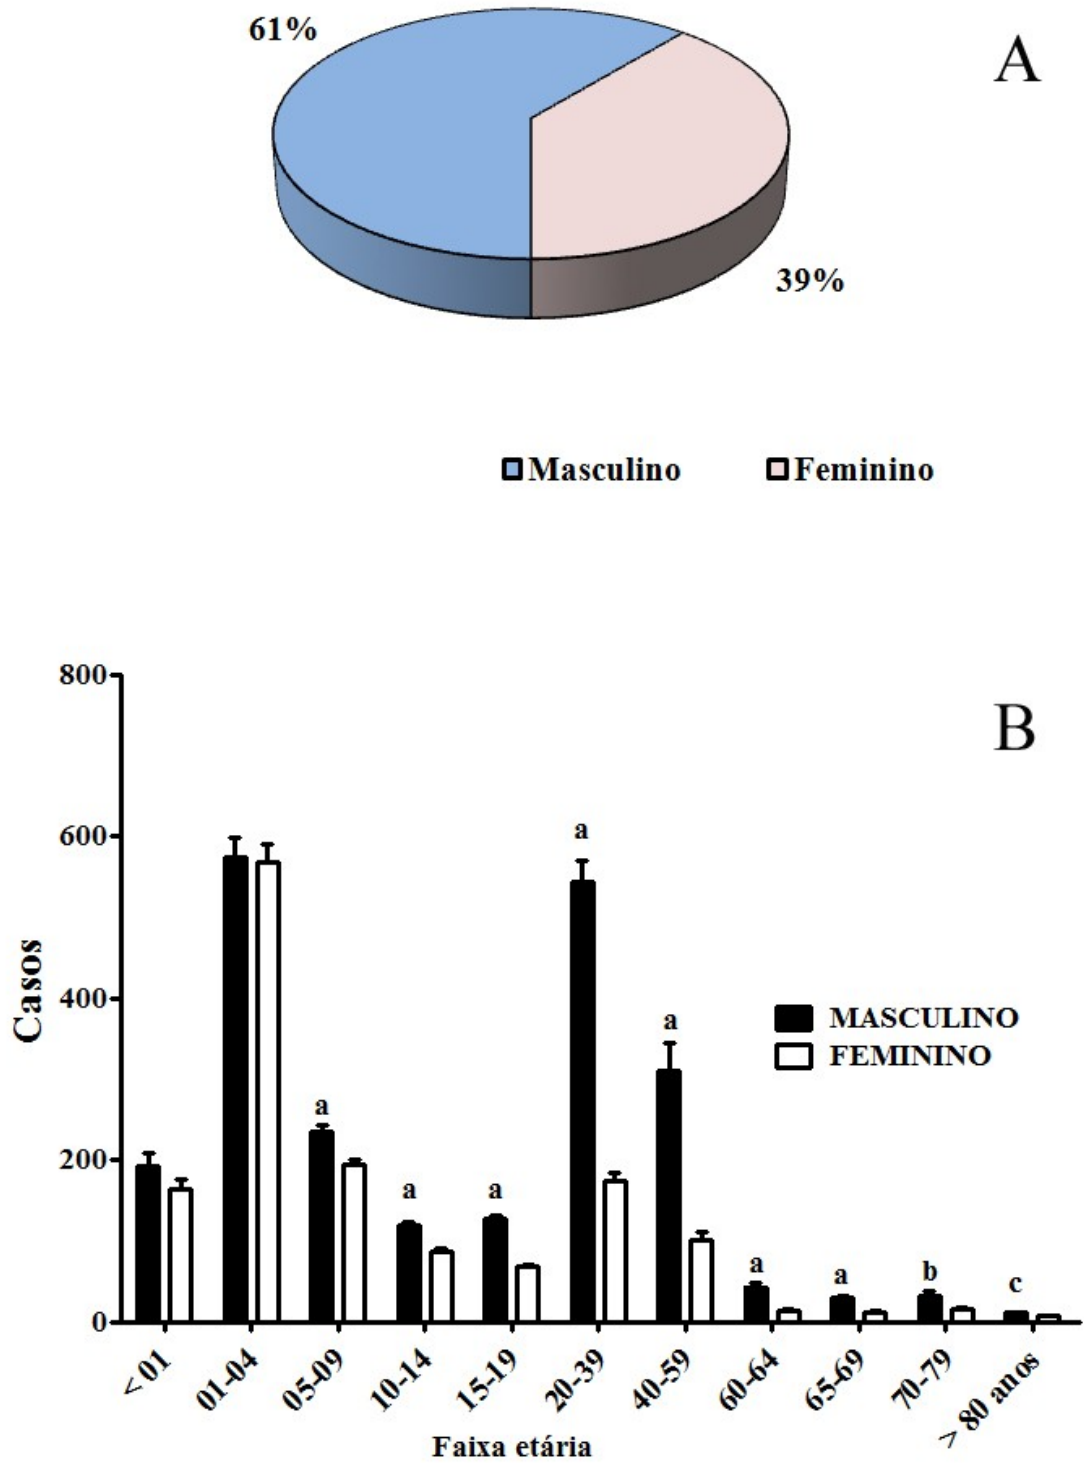 61%
A
39%
Masculino Feminino
800
B
600
a
Casos
400
a
MASCULINO
FEMININO
a
200
a a
a a b c
0
< 01 01-04 05-09 10-14 15-19 20-39 40-59 60-64 65-69 70-79 > 80 anos
Faixa etária